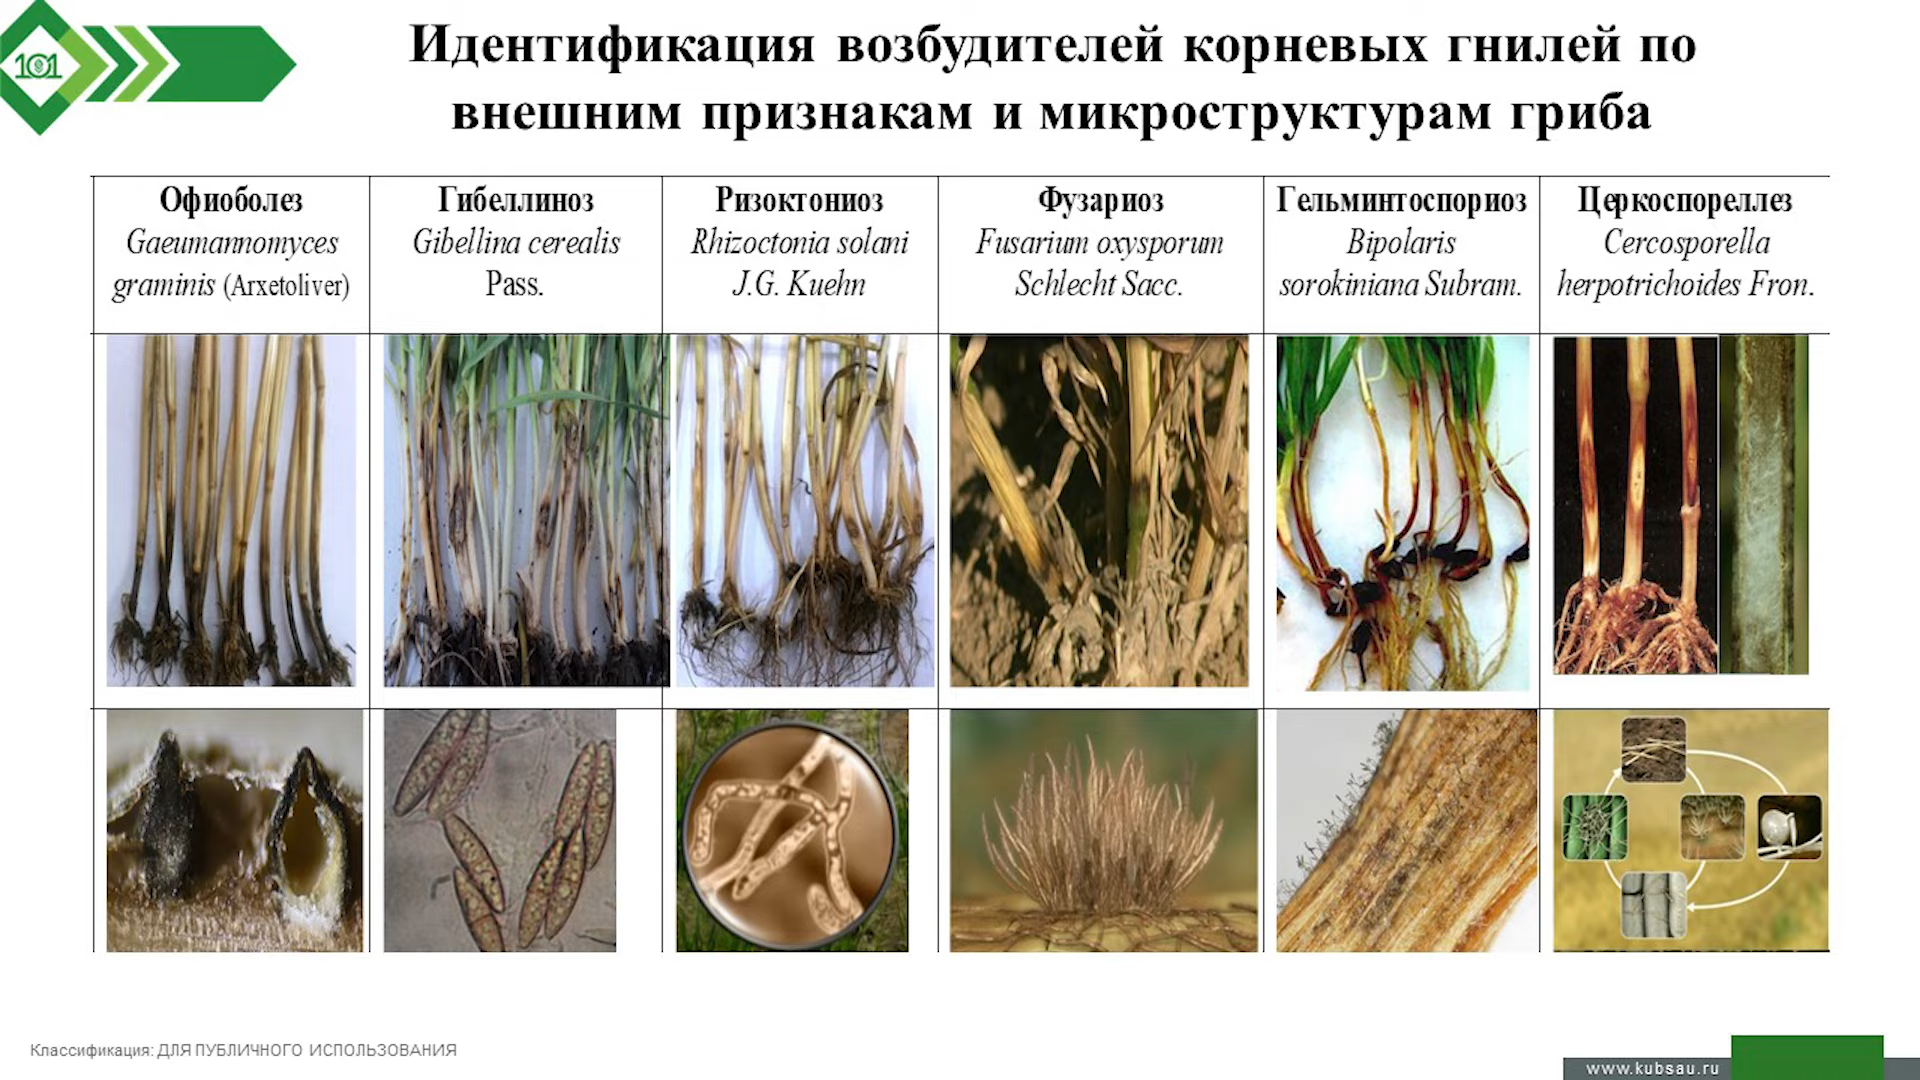 101
Идентификация возбудителей корневых гнилей по
внешним признакам и микроструктурам гриба
Офиоболез
Gaeumannomyces
graminis (Arxetoliver)
Гибеллиноз
Gibellina cerealis
Pass.
Ризоктониоз
Rhizoctonia solani
J.G. Kuehn
Фузариоз
Fusarium oxysporum
Schlecht Sacc.
Гельминтоспориоз
Bipolaris
sorokiniana Subram.
Церкоспореллез
Cercosporella
herpotrichoides Fron.
Классификация: ДЛЯ ПУБЛИЧНОГО ИСПОЛЬЗОВАНИЯ
www.kubsau.ru